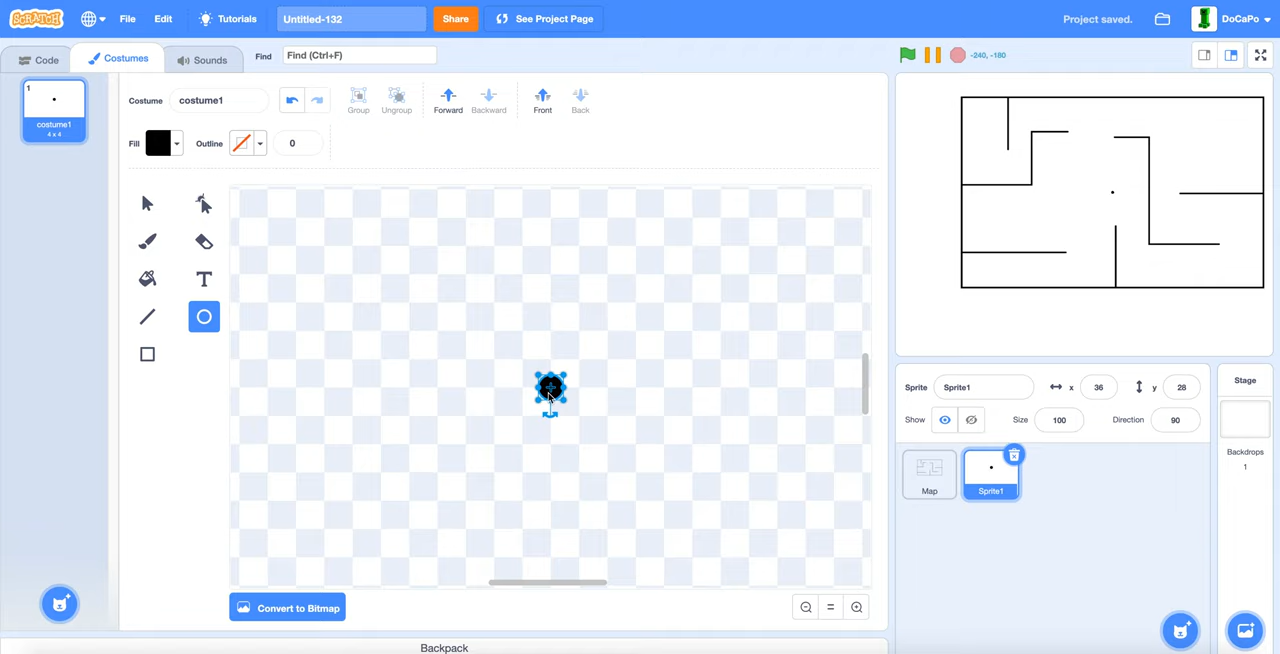 SCRATCH File Edit Tutorials Untitled-132 Share See Project Page Project saved. DoCaPo
Code Costumes Sounds Find Find (Ctrl+F) -240, -180
1
costume1
4 x 4
Costume costume1 Group Ungroup Forward Backward Front Back
Fill Outline 0
T
Convert to Bitmap
Backpack
Sprite Sprite1 x 36 y 28
Show Size 100 Direction 90
Map Sprite1
Stage
Backdrops
1